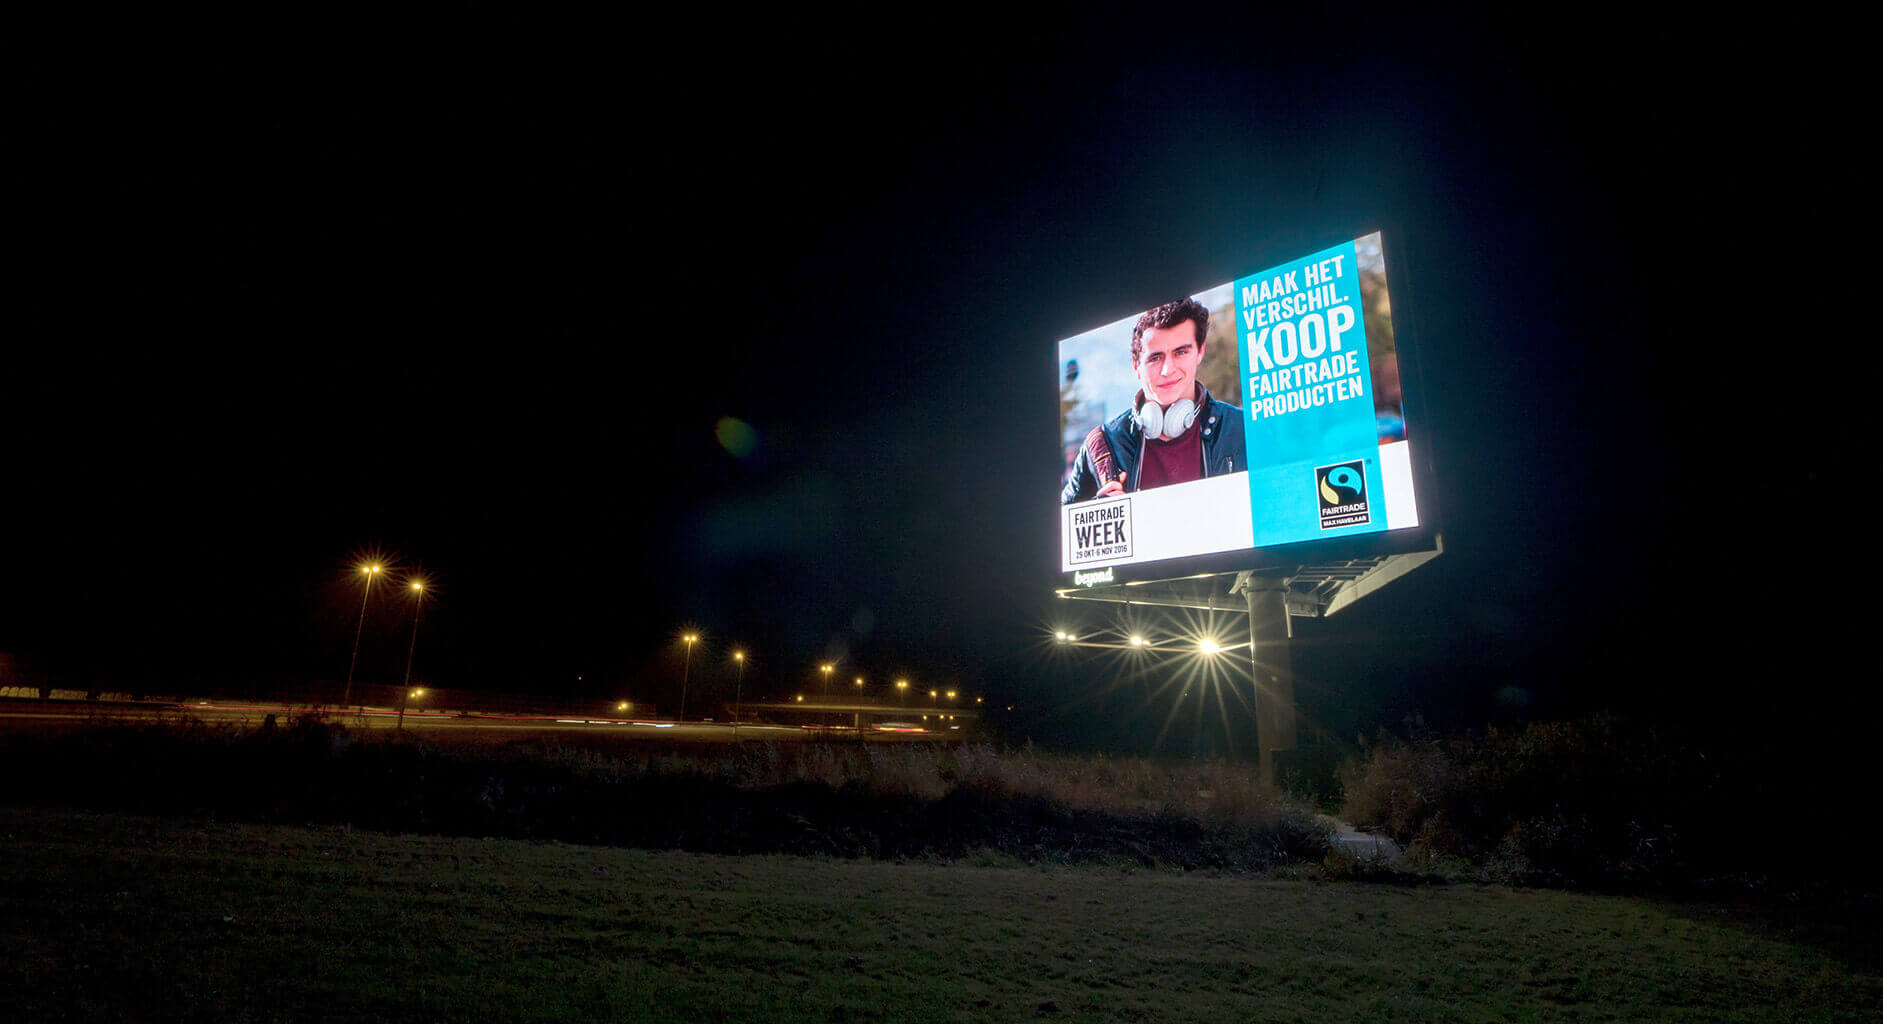 MAAK HET
VERSCHIL.
KOOP
FAIRTRADE
PRODUCTEN
FAIRTRADE
WEEK
29 OKT-6 NOV 2016
FAIRTRADE
MAX HAVELAAR
beyond